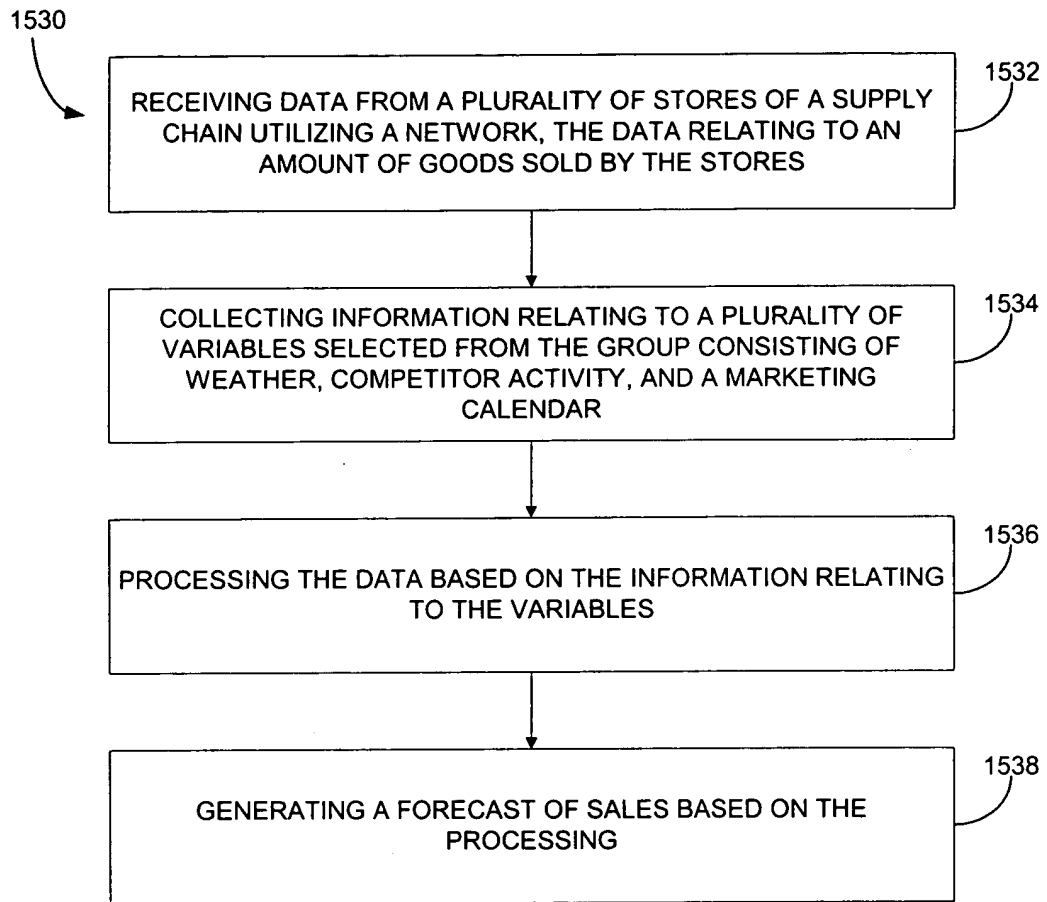 1530
1532
RECEIVING DATA FROM A PLURALITY OF STORES OF A SUPPLY
CHAIN UTILIZING A NETWORK, THE DATA RELATING TO AN
AMOUNT OF GOODS SOLD BY THE STORES
1534
COLLECTING INFORMATION RELATING TO A PLURALITY OF
VARIABLES SELECTED FROM THE GROUP CONSISTING OF
WEATHER, COMPETITOR ACTIVITY, AND A MARKETING
CALENDAR
1536
PROCESSING THE DATA BASED ON THE INFORMATION RELATING
TO THE VARIABLES
1538
GENERATING A FORECAST OF SALES BASED ON THE
PROCESSING